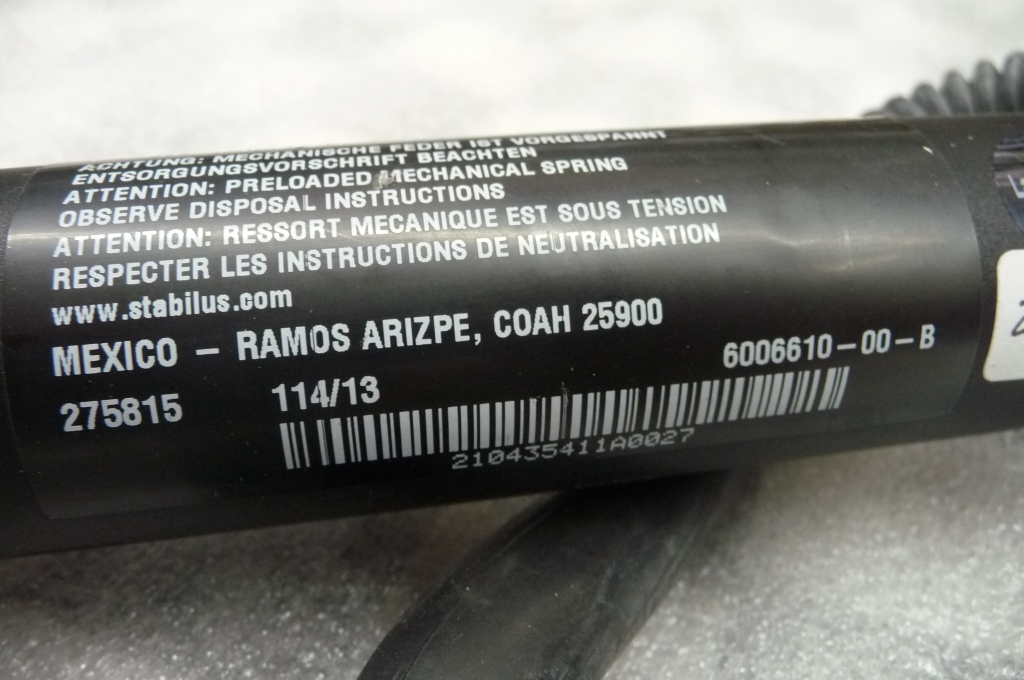 ACHTUNG: MECHANISCHE FEDER IST VORGESPANNT
ENTSORGUNGSVORSCHRIFT BEACHTEN
ATTENTION: PRELOADED MECHANICAL SPRING
OBSERVE DISPOSAL INSTRUCTIONS
ATTENTION: RESSORT MECANIQUE EST SOUS TENSION
RESPECTER LES INSTRUCTIONS DE NEUTRALISATION
www.stabilus.com
MEXICO – RAMOS ARIZPE, COAH 25900
275815 114/13 6006610-00-B
210435411A0027